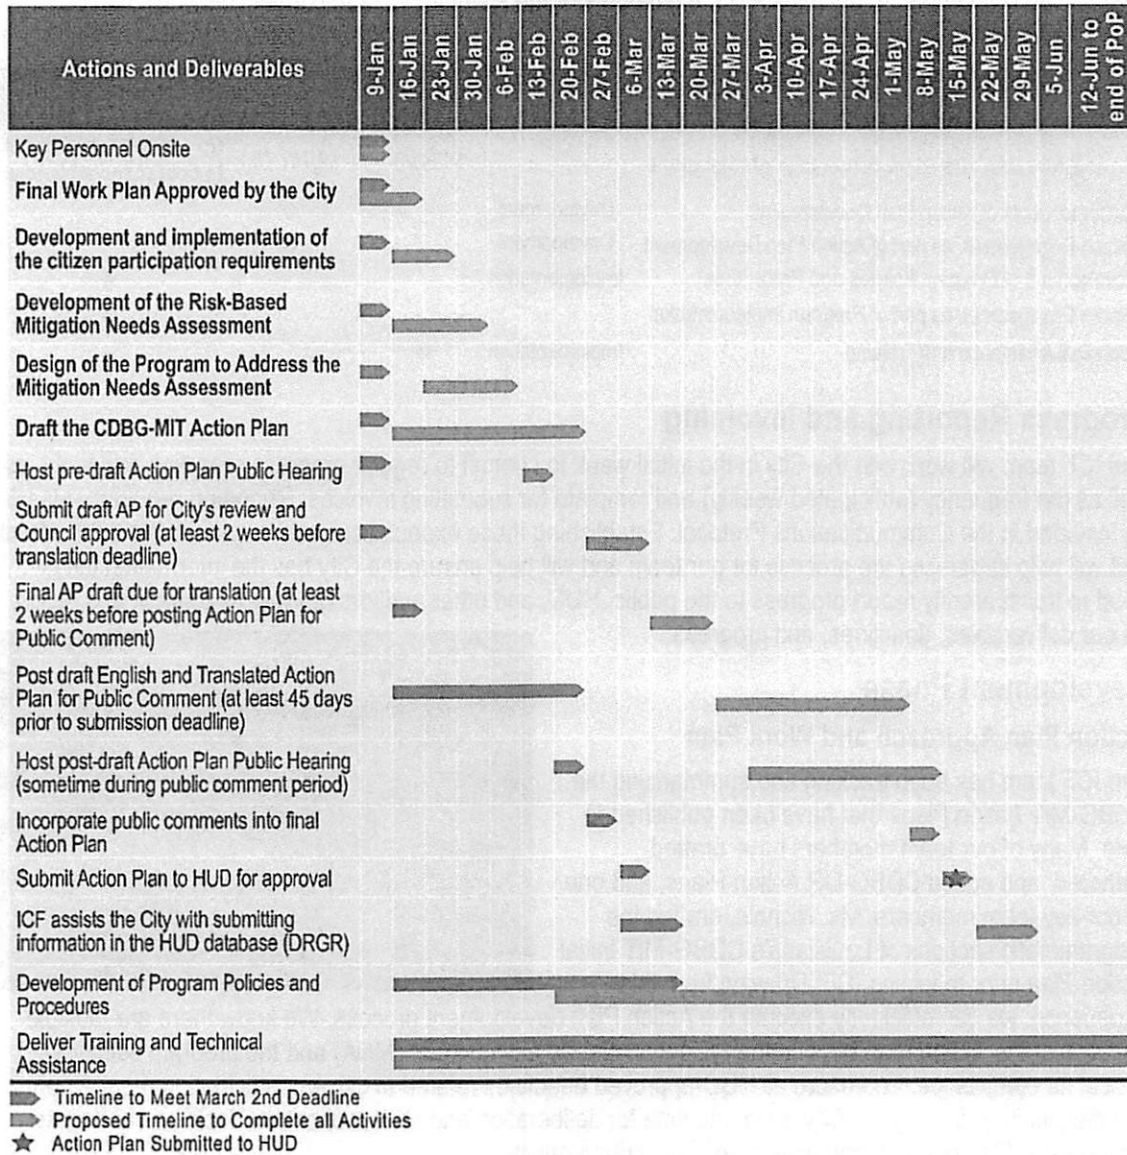 Actions and Deliverables
9-Jan
16-Jan
23-Jan
30-Jan
6-Feb
13-Feb
20-Feb
27-Feb
6-Mar
13-Mar
20-Mar
27-Mar
3-Apr
10-Apr
17-Apr
24-Apr
1-May
8-May
15-May
22-May
29-May
5-Jun
12-Jun to
end of PoP
Key Personnel Onsite
Final Work Plan Approved by the City
Development and implementation of
the citizen participation requirements
Development of the Risk-Based
Mitigation Needs Assessment
Design of the Program to Address the
Mitigation Needs Assessment
Draft the CDBG-MIT Action Plan
Host pre-draft Action Plan Public Hearing
Submit draft AP for City's review and
Council approval (at least 2 weeks before
translation deadline)
Final AP draft due for translation (at least
2 weeks before posting Action Plan for
Public Comment)
Post draft English and Translated Action
Plan for Public Comment (at least 45 days
prior to submission deadline)
Host post-draft Action Plan Public Hearing
(sometime during public comment period)
Incorporate public comments into final
Action Plan
Submit Action Plan to HUD for approval
ICF assists the City with submitting
information in the HUD database (DRGR)
Development of Program Policies and
Procedures
Deliver Training and Technical
Assistance
Timeline to Meet March 2nd Deadline
Proposed Timeline to Complete all Activities
Action Plan Submitted to HUD